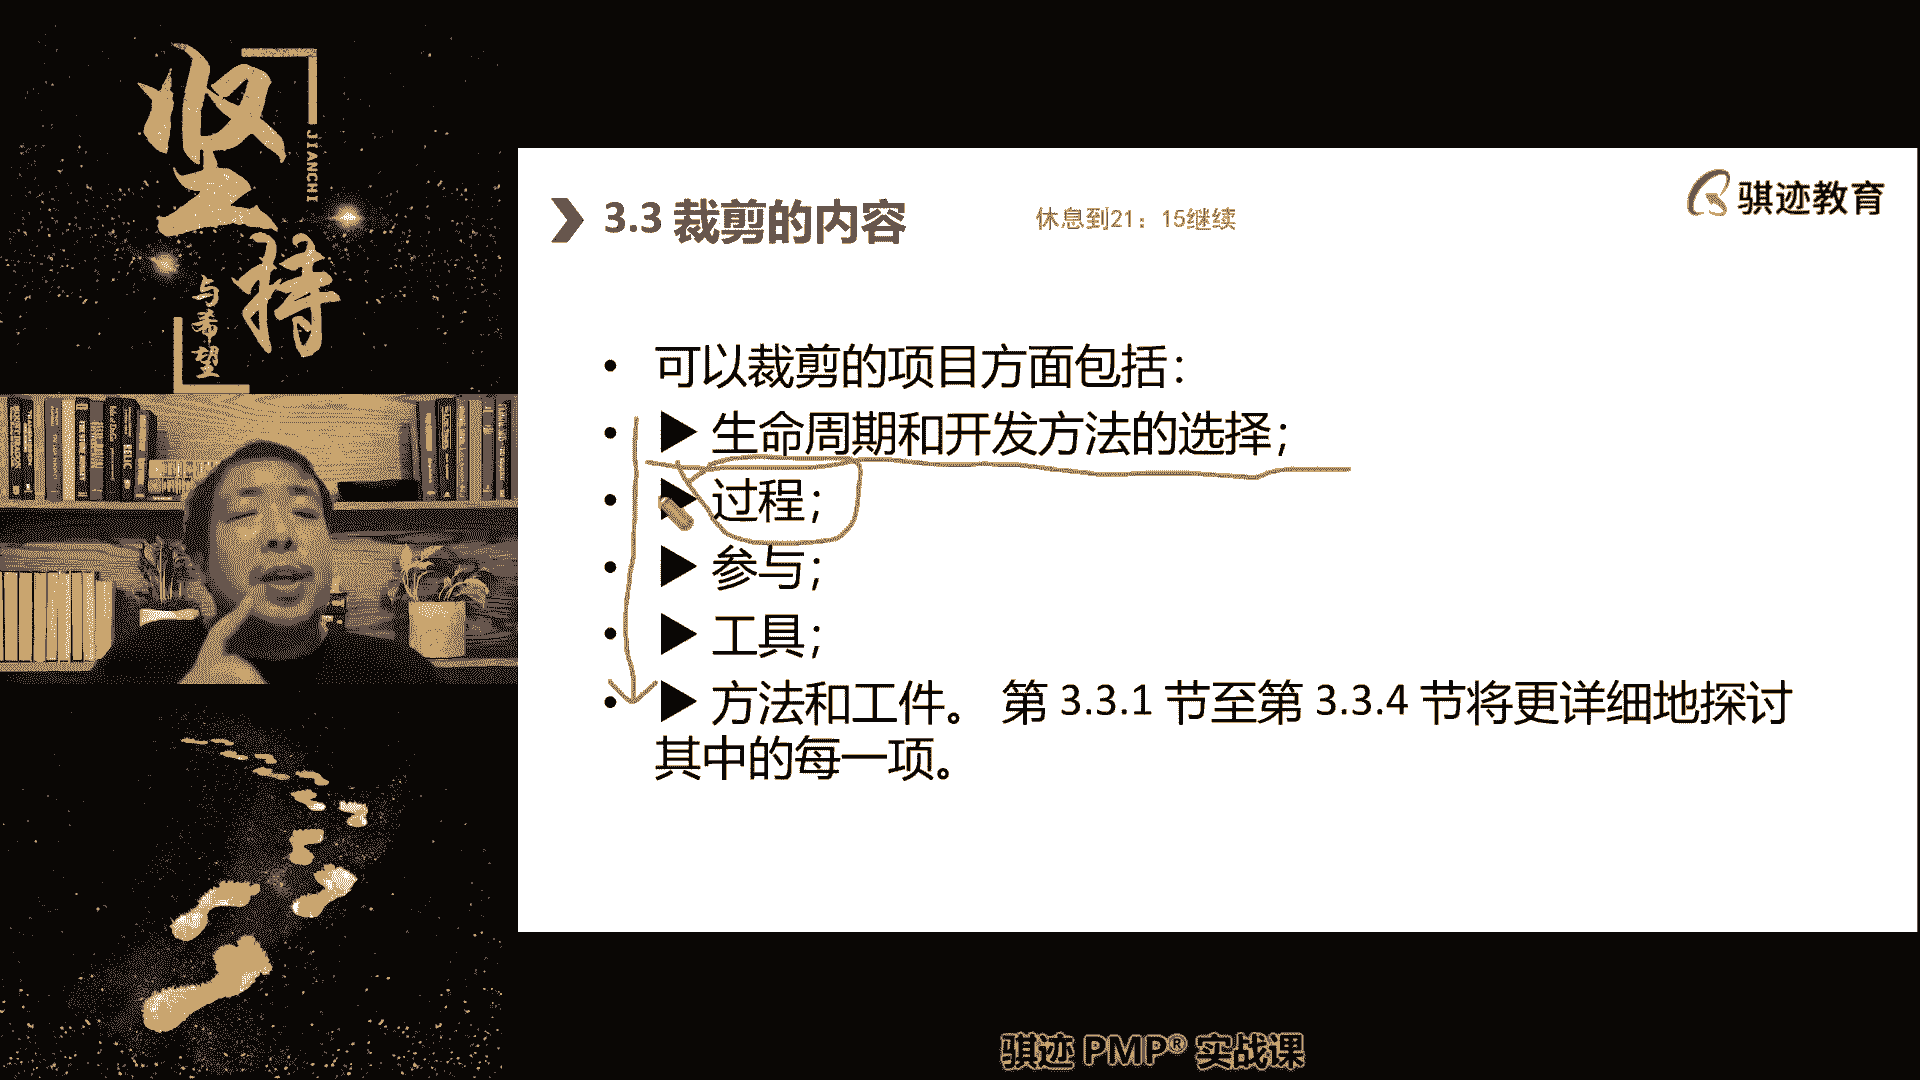 坚持
JIANCHI
与希望
3.3 裁剪的内容
休息到21：15继续
骐迹教育
• 可以裁剪的项目方面包括：
• ▶ 生命周期和开发方法的选择；
• ▶ 过程；
• ▶ 参与；
• ▶ 工具；
• ▶ 方法和工件。 第 3.3.1 节至第 3.3.4 节将更详细地探讨
其中的每一项。
骐迹 PMP® 实战课